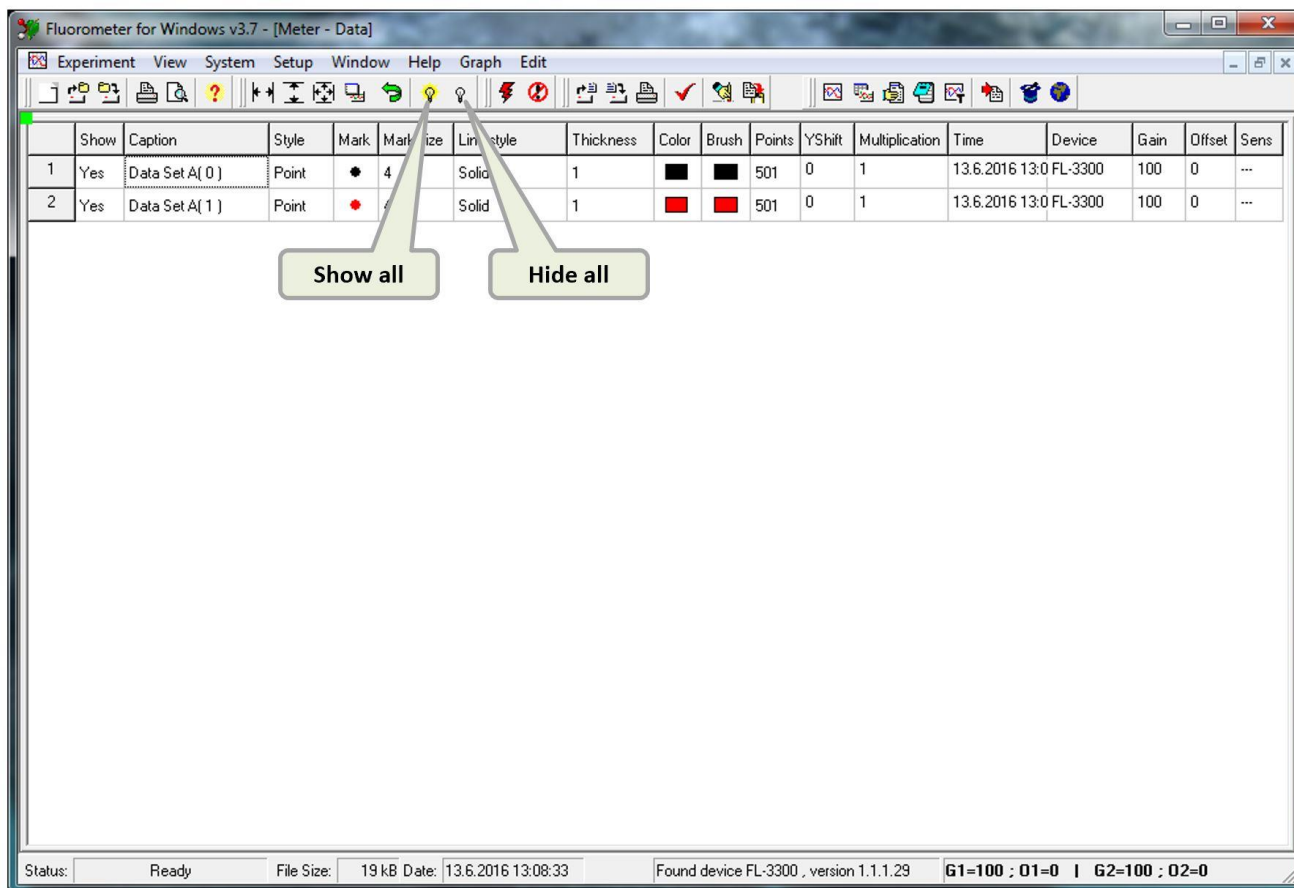 Fluorometer for Windows v3.7 - [Meter - Data]
Experiment View System Setup Window Help Graph Edit
Show Caption Style Mark Mark size Line style Thickness Color Brush Points YShift Multiplication Time Device Gain Offset Sens
1 Yes Data Set A( 0 ) Point 4 Solid 1 501 0 1 13.6.2016 13:0 FL-3300 100 0 ---
2 Yes Data Set A( 1 ) Point 4 Solid 1 501 0 1 13.6.2016 13:0 FL-3300 100 0 ---
Show all Hide all
Status: Ready File Size: 19 kB Date: 13.6.2016 13:08:33 Found device FL-3300 , version 1.1.1.29 G1=100 ; O1=0 | G2=100 ; O2=0